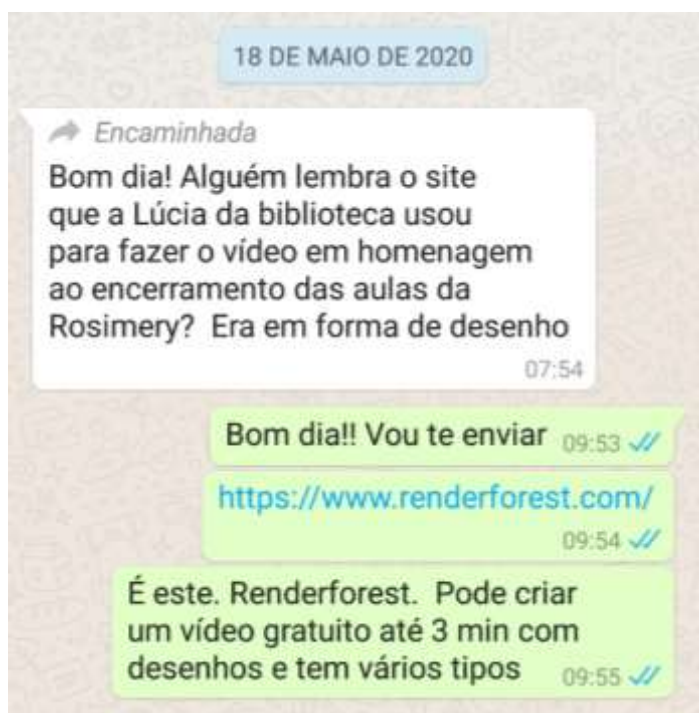 18 DE MAIO DE 2020
Encaminhada
Bom dia! Alguém lembra o site
que a Lúcia da biblioteca usou
para fazer o vídeo em homenagem
ao encerramento das aulas da
Rosimery?  Era em forma de desenho
07:54
Bom dia!! Vou te enviar 09:53
https://www.renderforest.com/
09:54
É este. Renderforest.  Pode criar
um vídeo gratuito até 3 min com
desenhos e tem vários tipos 09:55